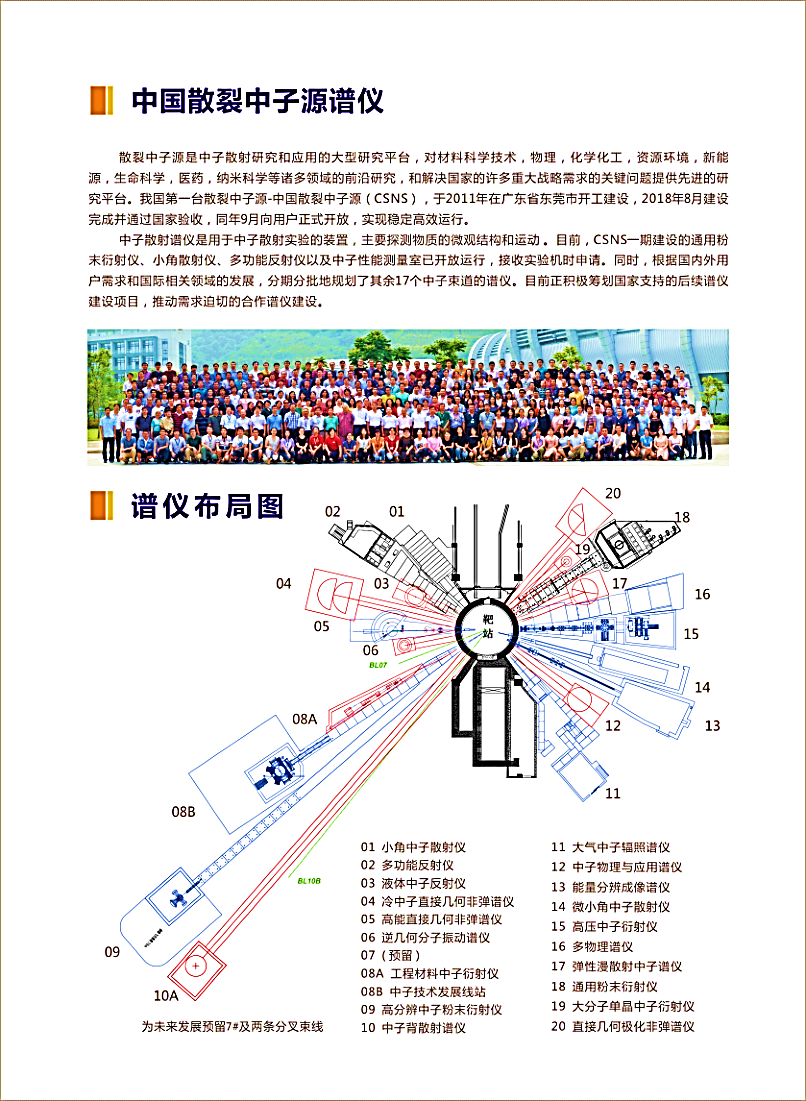 中国散裂中子源谱仪
散裂中子源是中子散射研究和应用的大型研究平台，对材料科学技术，物理，化学化工，资源环境，新能
源，生命科学，医药，纳米科学等诸多领域的前沿研究，和解决国家的许多重大战略需求的关键问题提供先进的研
究平台。我国第一台散裂中子源-中国散裂中子源（CSNS），于2011年在广东省东莞市开工建设，2018年8月建设
完成并通过国家验收，同年9月向用户正式开放，实现稳定高效运行。
中子散射谱仪是用于中子散射实验的装置，主要探测物质的微观结构和运动。目前，CSNS一期建设的通用粉
末衍射仪、小角散射仪、多功能反射仪以及中子性能测量室已开放运行，接收实验机时申请。同时，根据国内外用
户需求和国际相关领域的发展，分期分批地规划了其余17个中子束道的谱仪。目前正积极筹划国家支持的后续谱仪
建设项目，推动需求迫切的合作谱仪建设。
谱仪布局图
02
01
20
18
19
04
03
17
16
05
靶站
15
06
BL07
14
08A
12
13
08B
11
BL10B
09
10A
01 小角中子散射仪
02 多功能反射仪
03 液体中子反射仪
04 冷中子直接几何非弹谱仪
05 高能直接几何非弹谱仪
06 逆几何分子振动谱仪
07（预留）
08A 工程材料中子衍射仪
08B 中子技术发展线站
09 高分辨中子粉末衍射仪
10 中子背散射谱仪
11 大气中子辐照谱仪
12 中子物理与应用谱仪
13 能量分辨成像谱仪
14 微小角中子散射仪
15 高压中子衍射仪
16 多物理谱仪
17 弹性漫散射中子谱仪
18 通用粉末衍射仪
19 大分子单晶中子衍射仪
20 直接几何极化非弹谱仪
为未来发展预留7#及两条分叉束线